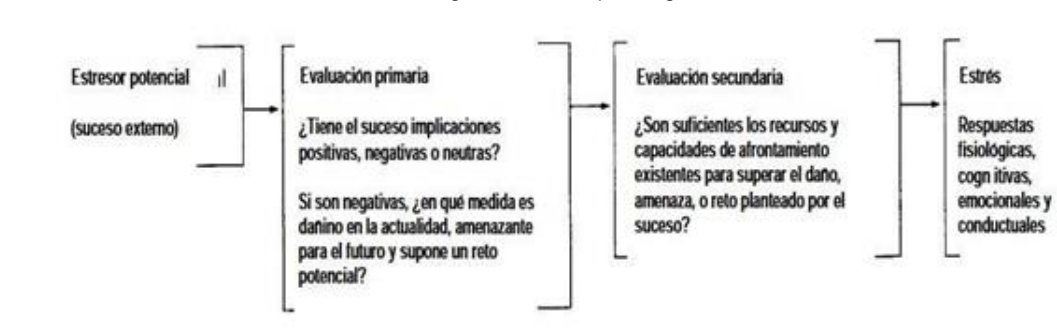 Estresor potencial
(suceso externo)
Evaluación primaria
¿Tiene el suceso implicaciones
positivas, negativas o neutras?
Si son negativas, ¿en qué medida es
dañino en la actualidad, amenazante
para el futuro y supone un reto
potencial?
Evaluación secundaria
¿Son suficientes los recursos y
capacidades de afrontamiento
existentes para superar el daño,
amenaza, o reto planteado por el
suceso?
Estrés
Respuestas
fisiológicas,
cogn itivas,
emocionales y
conductuales